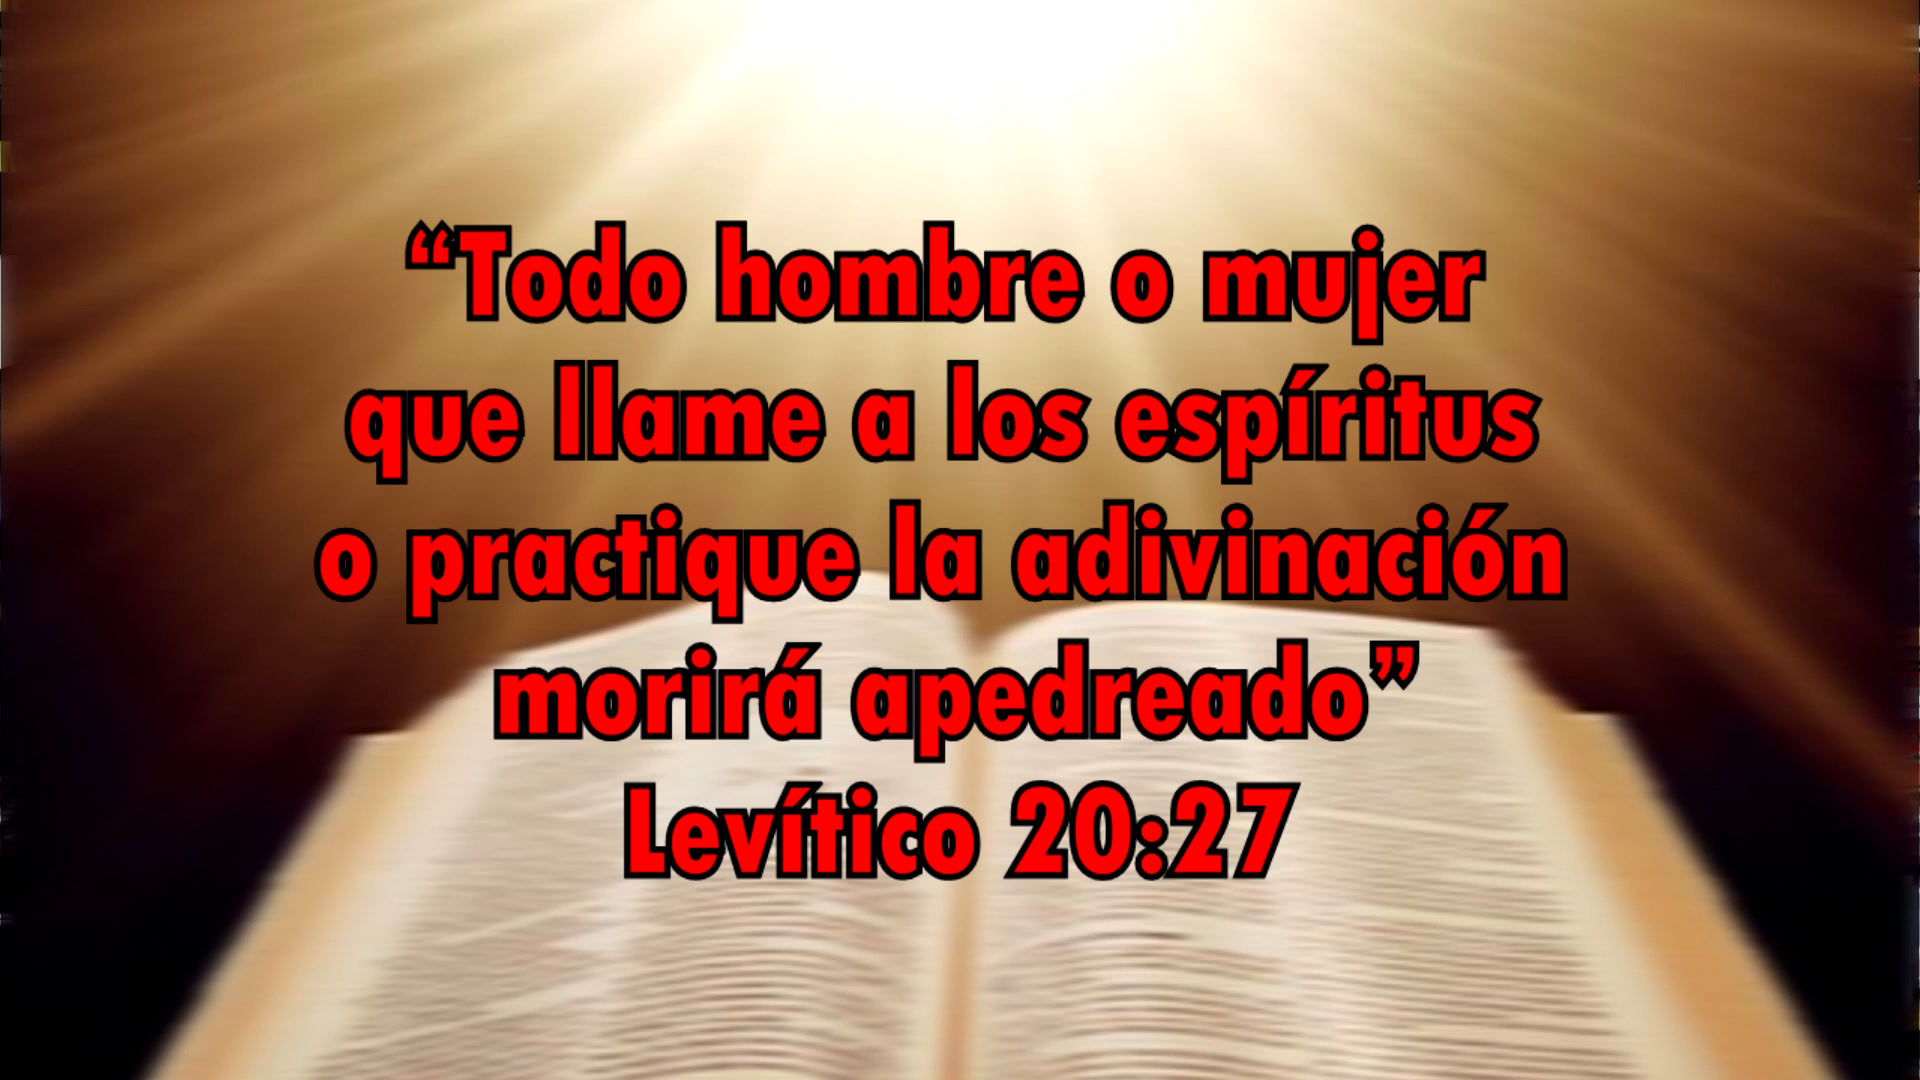 “Todo hombre o mujer
que llame a los espíritus
o practique la adivinación
morirá apedreado”
Levítico 20:27